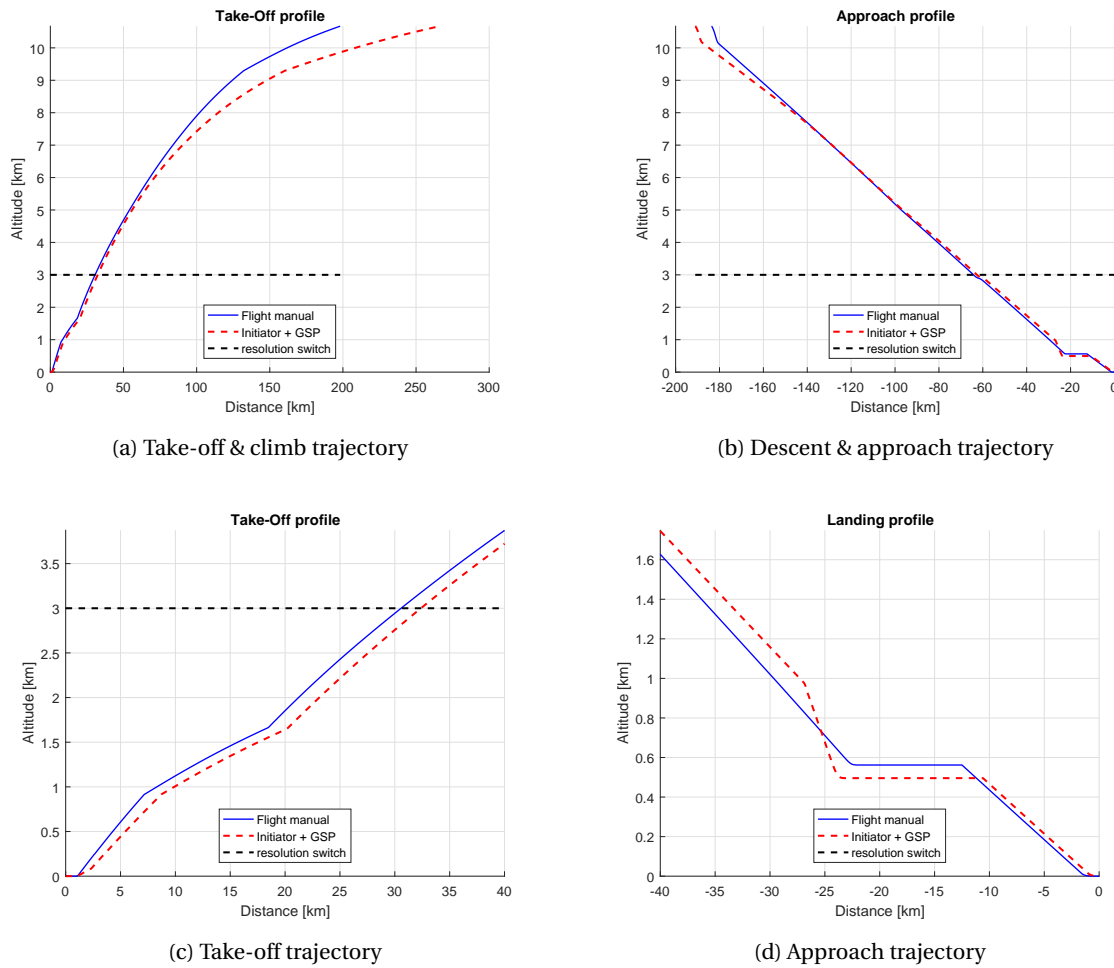 Take-Off profile
10
9
8
7
6
5
4
3
2
1
0
Altitude [km]
0 50 100 150 200 250 300
Distance [km]
Flight manual
Initiator + GSP
resolution switch
(a) Take-off & climb trajectory
Approach profile
10
9
8
7
6
5
4
3
2
1
0
Altitude [km]
-200 -180 -160 -140 -120 -100 -80 -60 -40 -20 0
Distance [km]
Flight manual
Initiator + GSP
resolution switch
(b) Descent & approach trajectory
Take-Off profile
3.5
3
2.5
2
1.5
1
0.5
0
Altitude [km]
0 5 10 15 20 25 30 35 40
Distance [km]
Flight manual
Initiator + GSP
resolution switch
(c) Take-off trajectory
Landing profile
1.6
1.4
1.2
1
0.8
0.6
0.4
0.2
0
Altitude [km]
-40 -35 -30 -25 -20 -15 -10 -5 0
Distance [km]
Flight manual
Initiator + GSP
resolution switch
(d) Approach trajectory